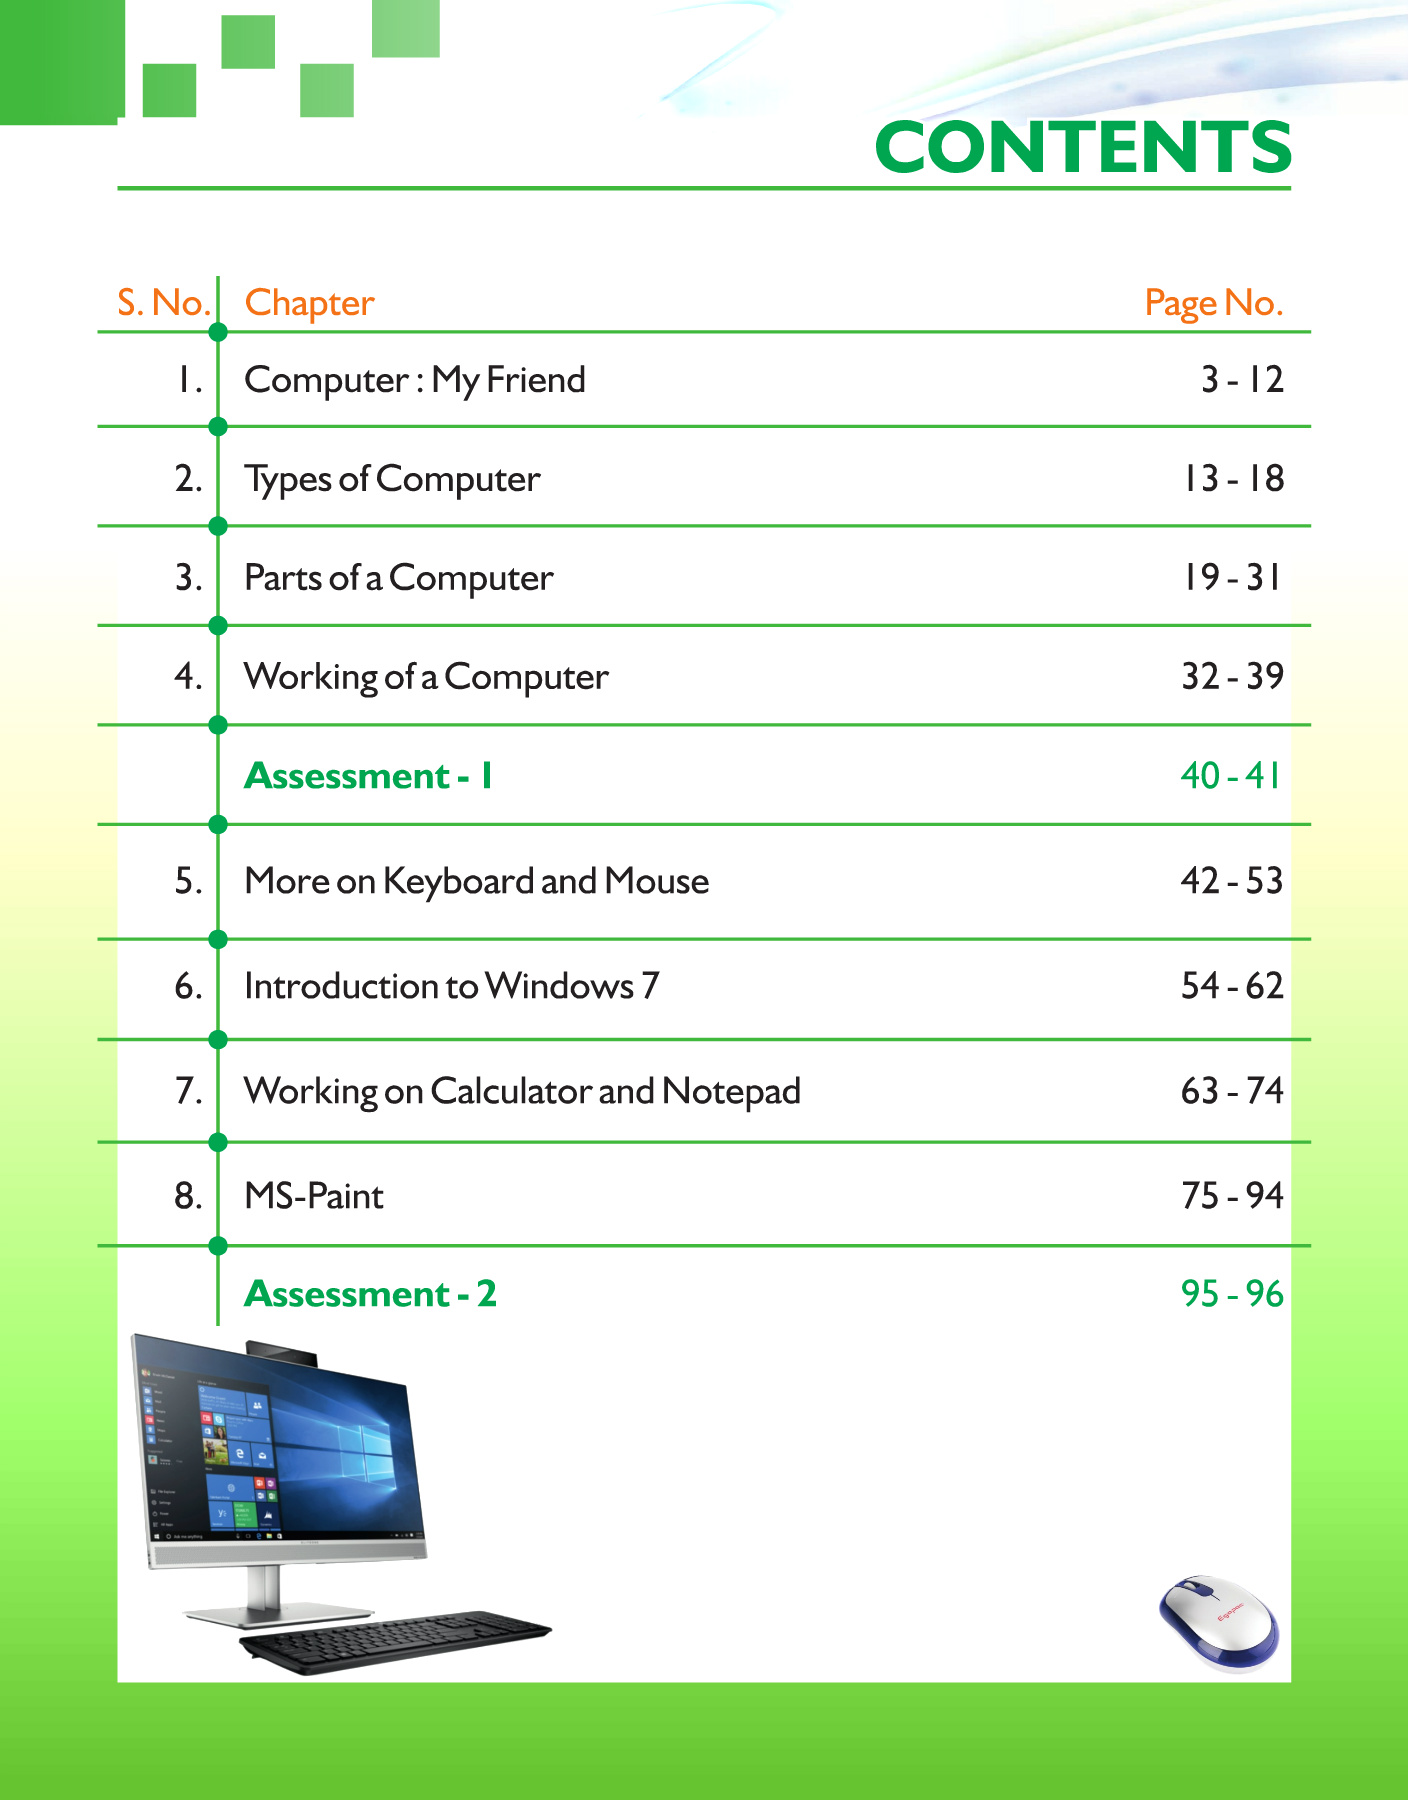 CONTENTS
S. No. Chapter Page No.
1. Computer : My Friend 3 - 12
2. Types of Computer 13 - 18
3. Parts of a Computer 19 - 31
4. Working of a Computer 32 - 39
Assessment - 1 40 - 41
5. More on Keyboard and Mouse 42 - 53
6. Introduction to Windows 7 54 - 62
7. Working on Calculator and Notepad 63 - 74
8. MS-Paint 75 - 94
Assessment - 2 95 - 96